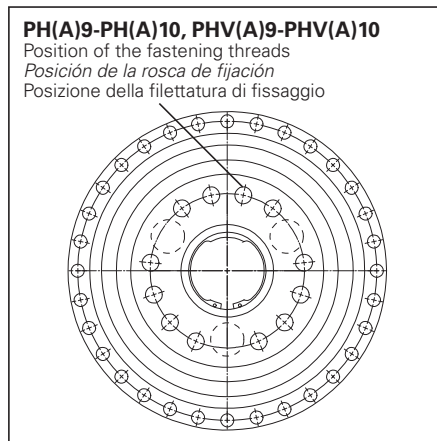 PH(A)9-PH(A)10, PHV(A)9-PHV(A)10
Position of the fastening threads
Posición de la rosca de fijación
Posizione della filettatura di fissaggio